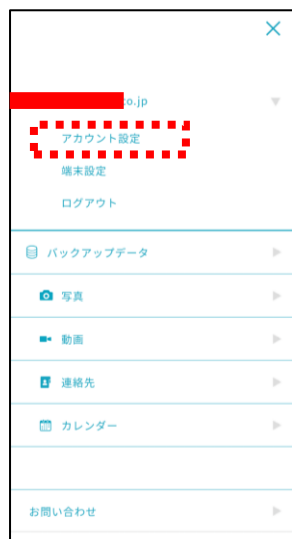 o.jp
アカウント設定
端末設定
ログアウト
バックアップデータ
写真
動画
連絡先
カレンダー
お問い合わせ